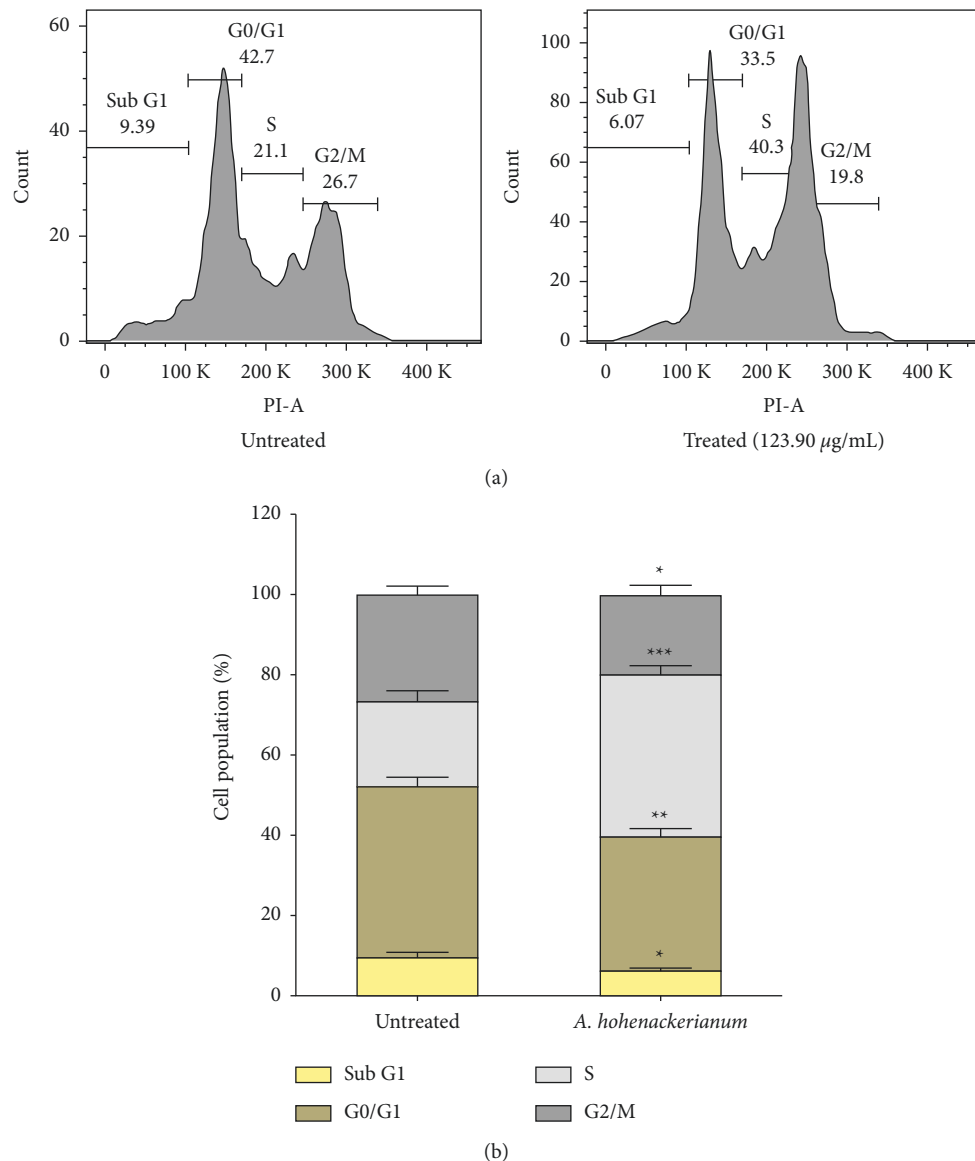 60
40
20
0
Count
Sub G1
9.39
G0/G1
42.7
S
21.1
G2/M
26.7
0
100 K
200 K
300 K
400 K
PI-A
Untreated
100
80
60
40
20
0
Count
Sub G1
6.07
G0/G1
33.5
S
40.3
G2/M
19.8
0
100 K
200 K
300 K
400 K
PI-A
Treated (123.90 μg/mL)
(a)
120
100
80
60
40
20
0
Cell population (%)
*
***
**
*
Untreated
A. hohenackerianum
Sub G1
G0/G1
S
G2/M
(b)